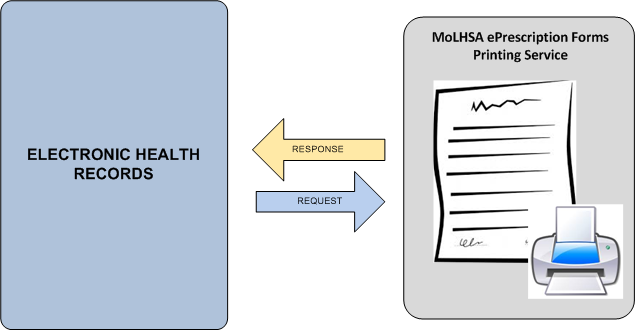 MoLHSA ePrescription Forms
Printing Service
ELECTRONIC HEALTH
RECORDS
RESPONSE
REQUEST